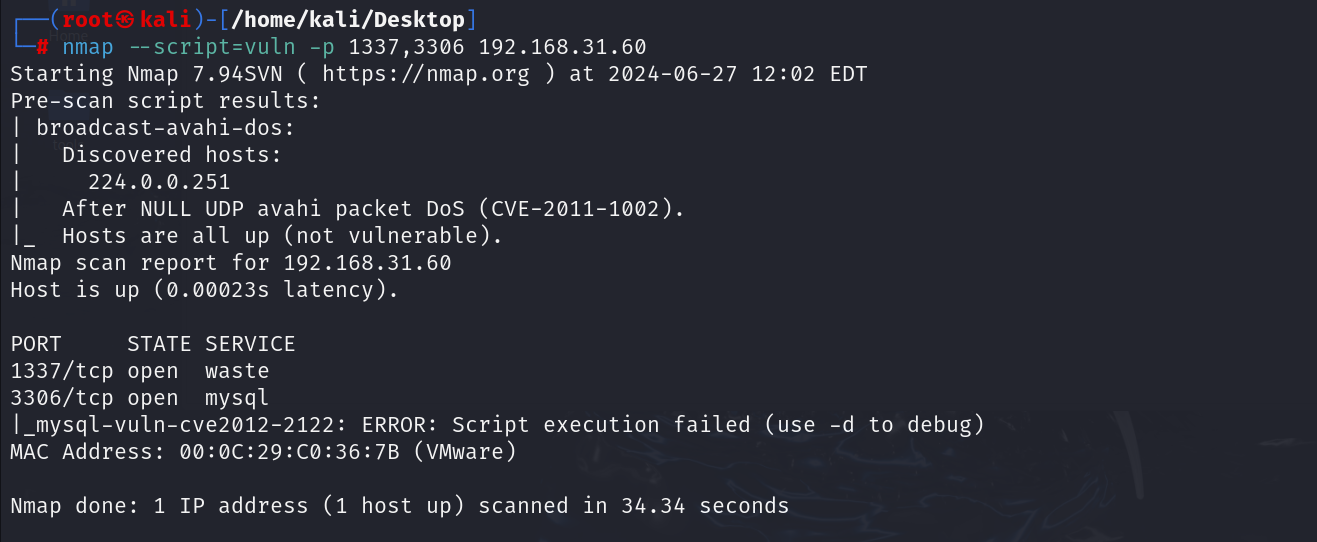 ┌──(root㉿kali)-[/home/kali/Desktop]
└─# nmap --script=vuln -p 1337,3306 192.168.31.60
Starting Nmap 7.94SVN ( https://nmap.org ) at 2024-06-27 12:02 EDT
Pre-scan script results:
| broadcast-avahi-dos:
|   Discovered hosts:
|     224.0.0.251
|   After NULL UDP avahi packet DoS (CVE-2011-1002).
|_  Hosts are all up (not vulnerable).
Nmap scan report for 192.168.31.60
Host is up (0.00023s latency).

PORT     STATE SERVICE
1337/tcp open  waste
3306/tcp open  mysql
|_mysql-vuln-cve2012-2122: ERROR: Script execution failed (use -d to debug)
MAC Address: 00:0C:29:C0:36:7B (VMware)

Nmap done: 1 IP address (1 host up) scanned in 34.34 seconds